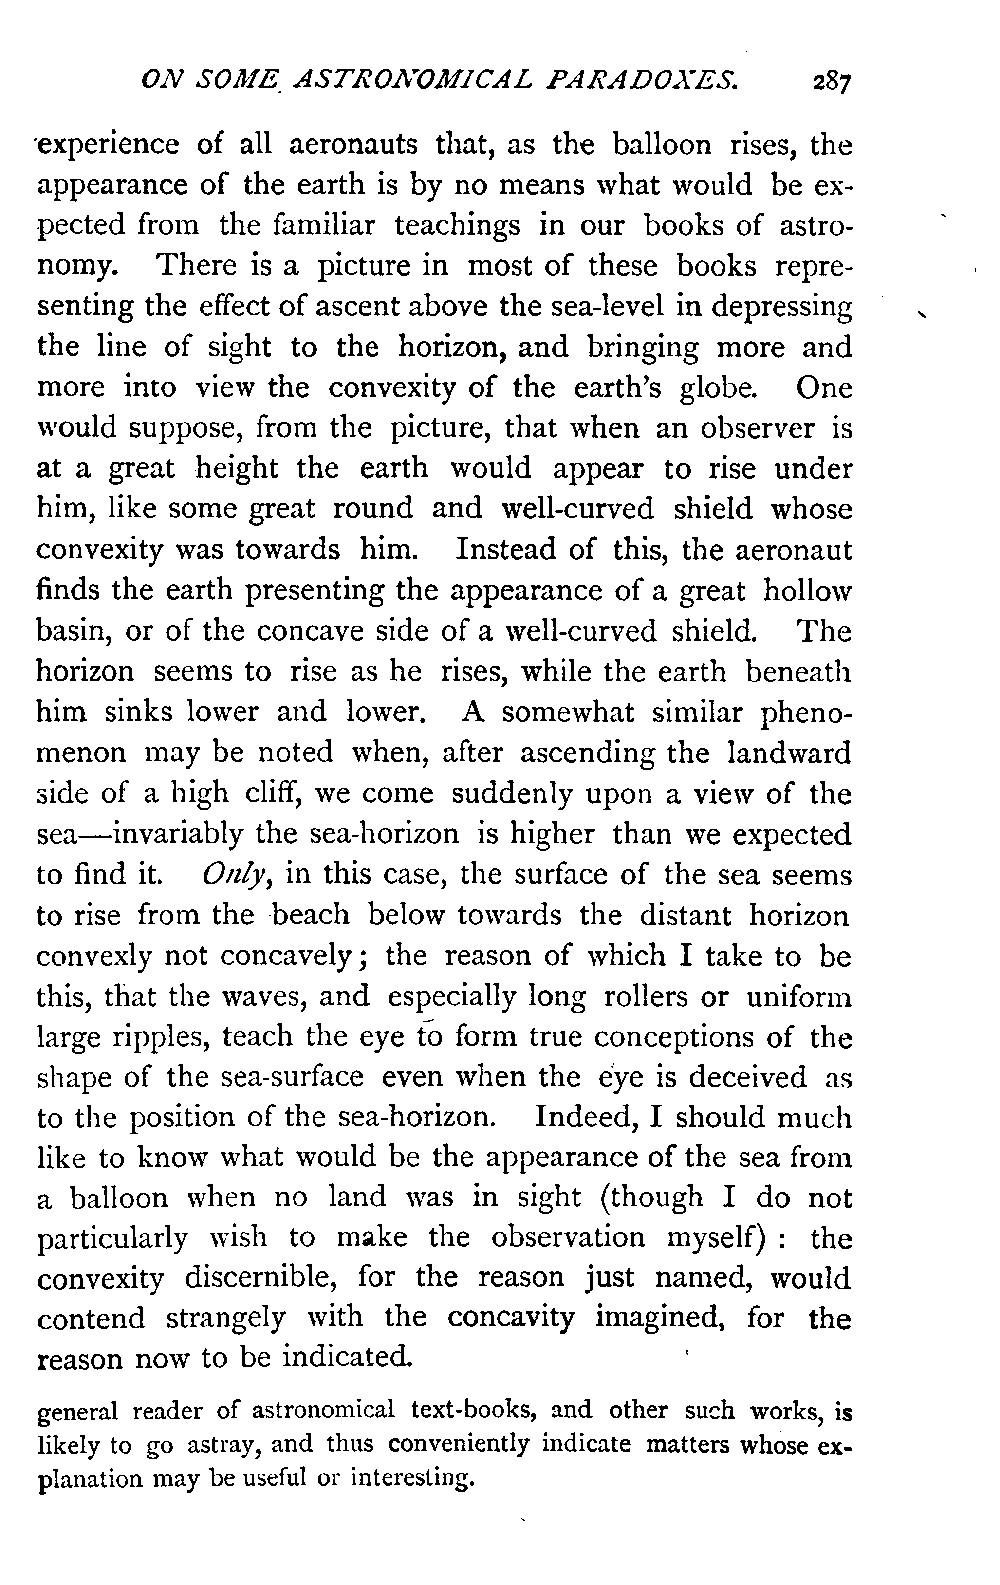 ON SOME ASTRONOMICAL PARADOXES. 287
experience of all aeronauts that, as the balloon rises, the
appearance of the earth is by no means what would be ex-
pected from the familiar teachings in our books of astro-
nomy. There is a picture in most of these books repre-
senting the effect of ascent above the sea-level in depressing
the line of sight to the horizon, and bringing more and
more into view the convexity of the earth's globe. One
would suppose, from the picture, that when an observer is
at a great height the earth would appear to rise under
him, like some great round and well-curved shield whose
convexity was towards him. Instead of this, the aeronaut
finds the earth presenting the appearance of a great hollow
basin, or of the concave side of a well-curved shield. The
horizon seems to rise as he rises, while the earth beneath
him sinks lower and lower. A somewhat similar pheno-
menon may be noted when, after ascending the landward
side of a high cliff, we come suddenly upon a view of the
sea—invariably the sea-horizon is higher than we expected
to find it. Only, in this case, the surface of the sea seems
to rise from the beach below towards the distant horizon
convexly not concavely; the reason of which I take to be
this, that the waves, and especially long rollers or uniform
large ripples, teach the eye to form true conceptions of the
shape of the sea-surface even when the eye is deceived as
to the position of the sea-horizon. Indeed, I should much
like to know what would be the appearance of the sea from
a balloon when no land was in sight (though I do not
particularly wish to make the observation myself) : the
convexity discernible, for the reason just named, would
contend strangely with the concavity imagined, for the
reason now to be indicated.
general reader of astronomical text-books, and other such works, is
likely to go astray, and thus conveniently indicate matters whose ex-
planation may be useful or interesting.